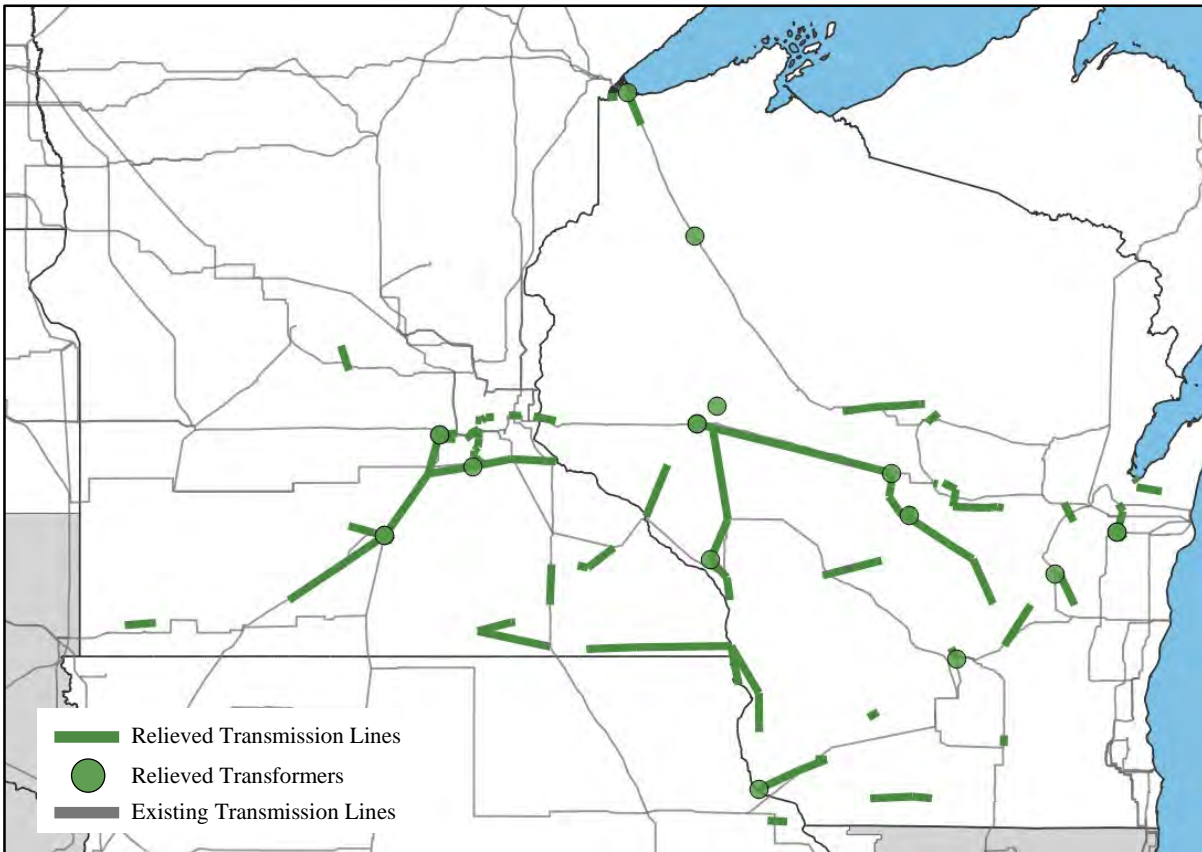 Relieved Transmission Lines
Relieved Transformers
Existing Transmission Lines